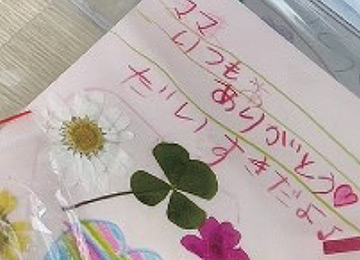 ママ
いつも
ありがとう♥
だいすきだよ♪